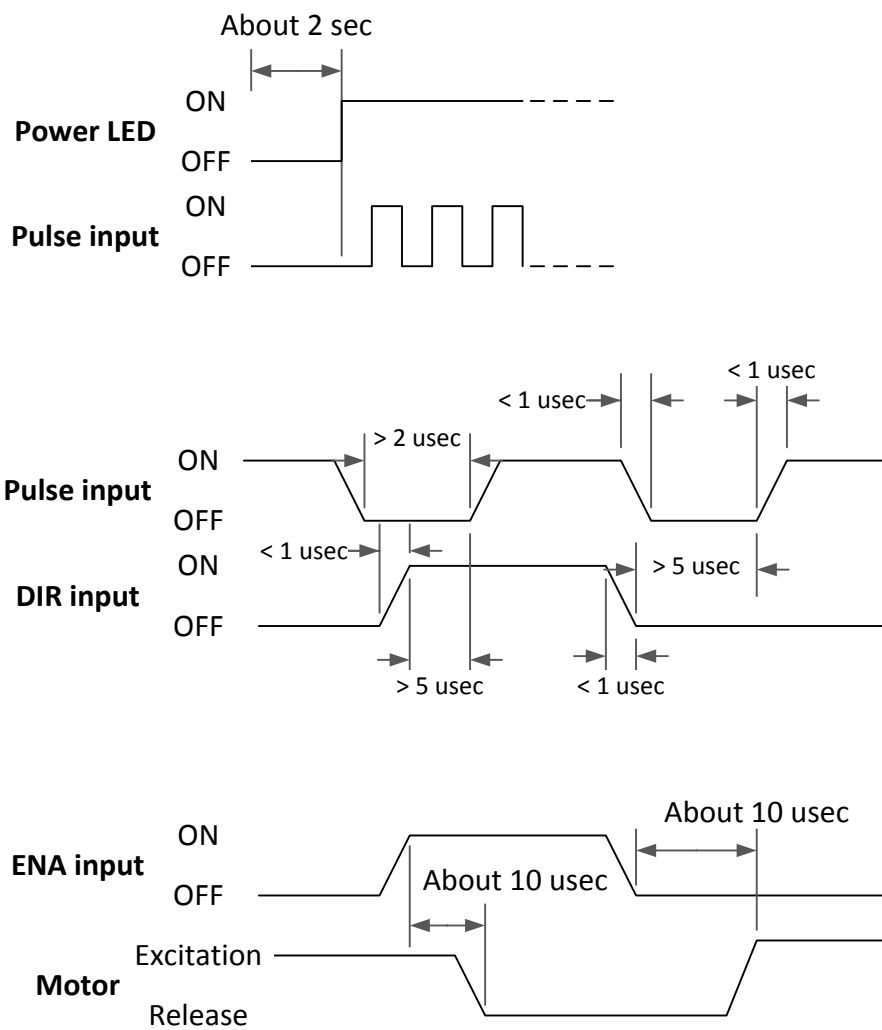 About 2 sec
ON
Power LED
OFF
ON
Pulse input
OFF
< 1 usec
< 1 usec
> 2 usec
ON
Pulse input
OFF
< 1 usec
ON
> 5 usec
DIR input
OFF
> 5 usec
< 1 usec
About 10 usec
ON
ENA input
About 10 usec
OFF
Excitation
Motor
Release